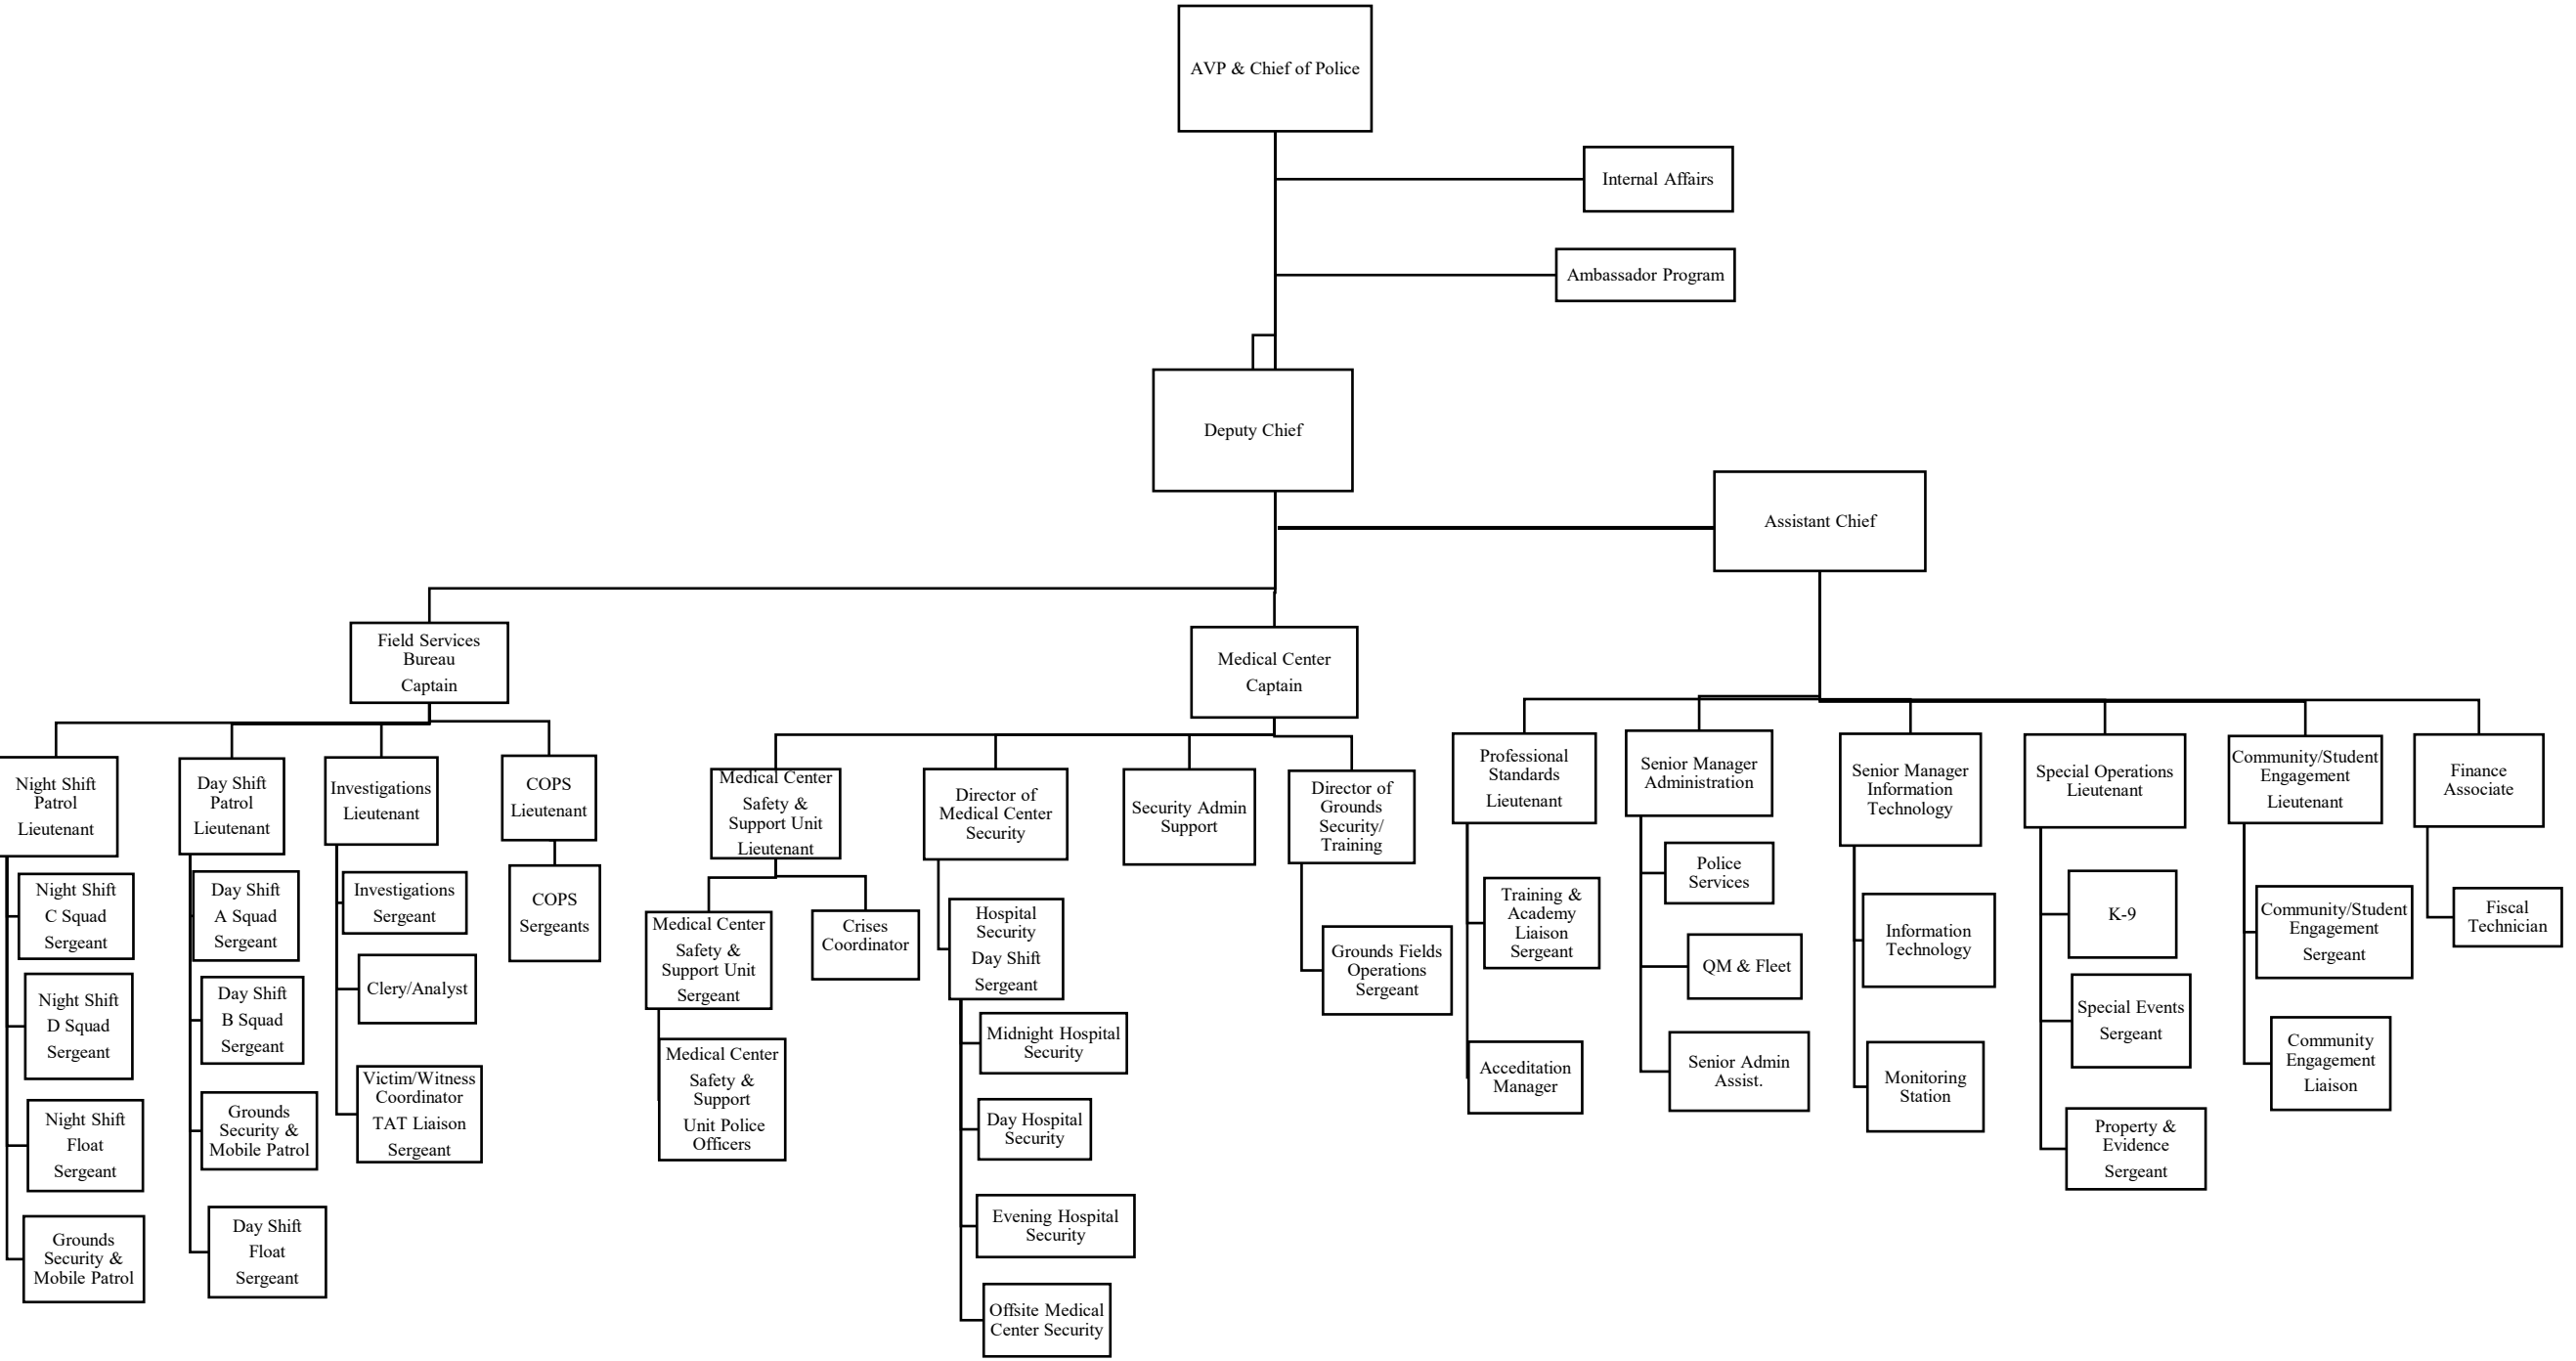 AVP & Chief of Police
Internal Affairs
Ambassador Program
Deputy Chief
Assistant Chief
Field Services
Bureau
Captain
Medical Center
Captain
Night Shift
Patrol
Lieutenant
Day Shift
Patrol
Lieutenant
Investigations
Lieutenant
COPS
Lieutenant
Medical Center
Safety &
Support Unit
Lieutenant
Director of
Medical Center
Security
Security Admin
Support
Director of
Grounds
Security/
Training
Professional
Standards
Lieutenant
Senior Manager
Administration
Senior Manager
Information
Technology
Special Operations
Lieutenant
Community/Student
Engagement
Lieutenant
Finance
Associate
Night Shift
C Squad
Sergeant
Night Shift
D Squad
Sergeant
Night Shift
Float
Sergeant
Grounds
Security &
Mobile Patrol
Day Shift
A Squad
Sergeant
Day Shift
B Squad
Sergeant
Grounds
Security &
Mobile Patrol
Day Shift
Float
Sergeant
Investigations
Sergeant
Clery/Analyst
Victim/Witness
Coordinator
TAT Liaison
Sergeant
COPS
Sergeants
Medical Center
Safety &
Support Unit
Sergeant
Medical Center
Safety &
Support
Unit Police
Officers
Crises
Coordinator
Hospital
Security
Day Shift
Sergeant
Midnight Hospital
Security
Day Hospital
Security
Evening Hospital
Security
Offsite Medical
Center Security
Grounds Fields
Operations
Sergeant
Training &
Academy
Liaison
Sergeant
Acceditation
Manager
Police
Services
QM & Fleet
Senior Admin
Assist.
Information
Technology
Monitoring
Station
K-9
Special Events
Sergeant
Property &
Evidence
Sergeant
Community/Student
Engagement
Sergeant
Community
Engagement
Liaison
Fiscal
Technician